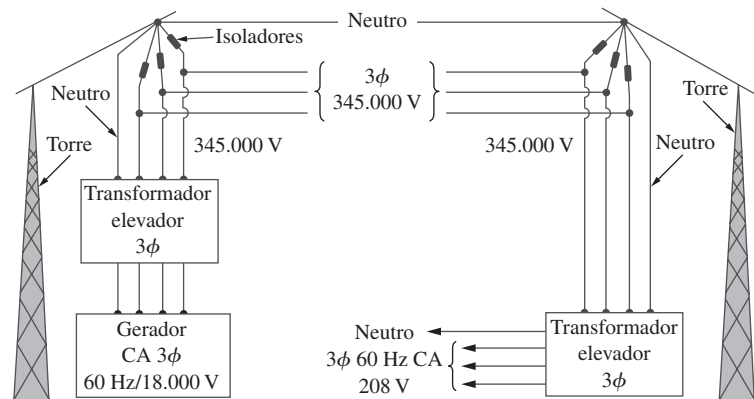 Neutro
Isoladores
3ϕ
345.000 V
Neutro
Torre
345.000 V
345.000 V
Torre
Neutro
Transformador
elevador
3ϕ
Gerador
CA 3ϕ
60 Hz/18.000 V
Neutro
3ϕ 60 Hz CA
208 V
Transformador
elevador
3ϕ